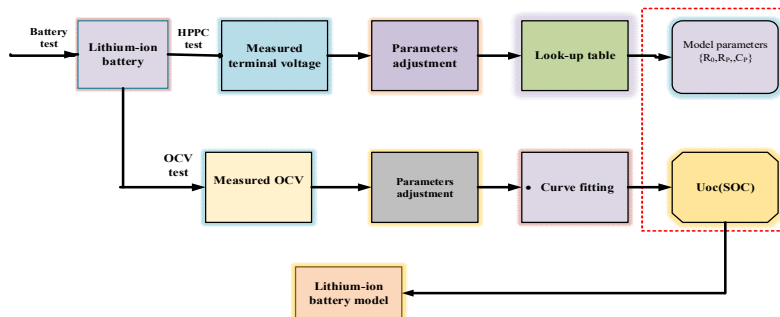 Battery
test
Lithium-ion
battery
HPPC
test
Measured
terminal voltage
Parameters
adjustment
Look-up table
Model parameters
{R₀,RP,,CP}
OCV
test
Measured OCV
Parameters
adjustment
• Curve fitting
Uoc(SOC)
Lithium-ion
battery model